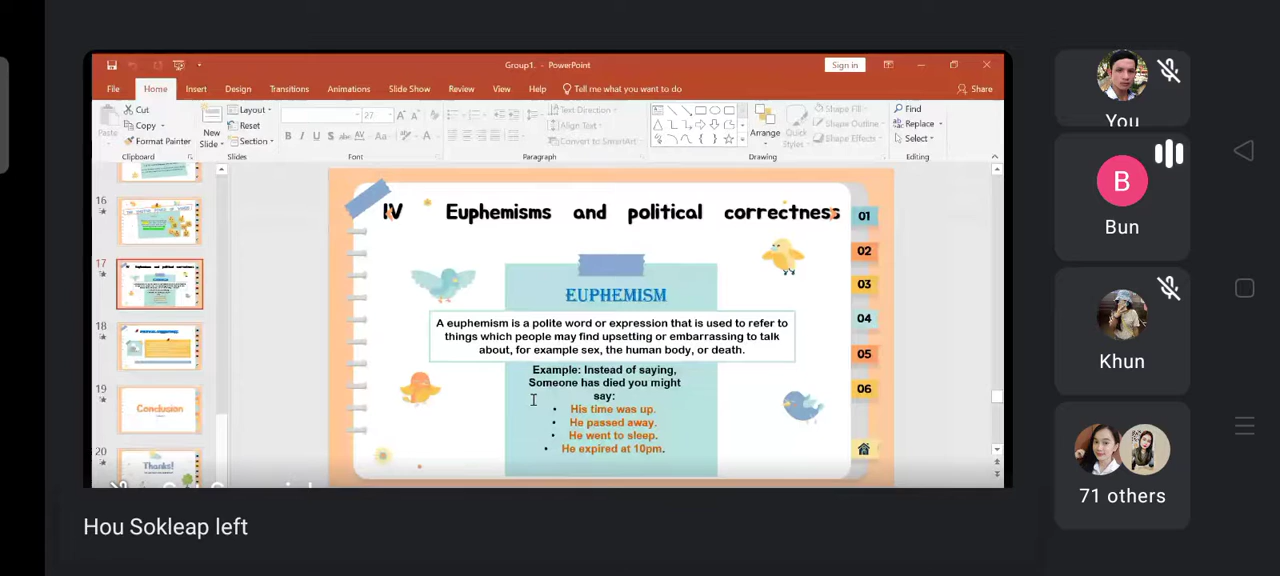 Group1. - PowerPoint
Sign in
File Home Insert Design Transitions Animations Slide Show Review View Help Tell me what you want to do Share
Cut
Copy
Format Painter
Paste
Clipboard
New
Slide
Layout
Reset
Section
Slides
27
B I U S abc AV Aa A
Font
Text Direction
Align Text
Convert to SmartArt
Paragraph
Arrange
Quick
Styles
Shape Fill
Shape Outline
Shape Effects
Drawing
Find
Replace
Select
Editing
16
17
18
19
Conclusion
20
Thanks!
IV Euphemisms and political correctness
EUPHEMISM
A euphemism is a polite word or expression that is used to refer to
things which people may find upsetting or embarrassing to talk
about, for example sex, the human body, or death.
Example: Instead of saying,
Someone has died you might
say:
• His time was up.
• He passed away.
• He went to sleep.
• He expired at 10pm.
01
02
03
04
05
06
You
B
Bun
Khun
71 others
Hou Sokleap left